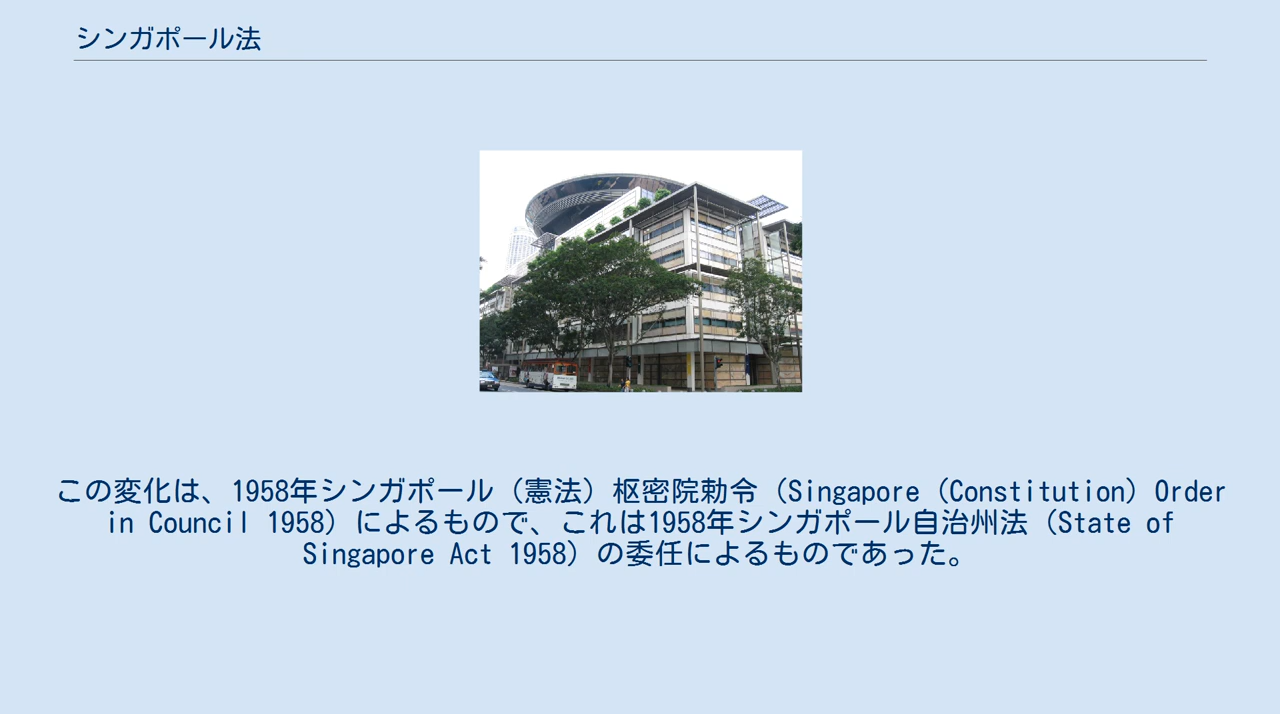 シンガポール法
この変化は、1958年シンガポール（憲法）枢密院勅令（Singapore (Constitution) Order
in Council 1958）によるもので、これは1958年シンガポール自治州法（State of
Singapore Act 1958）の委任によるものであった。